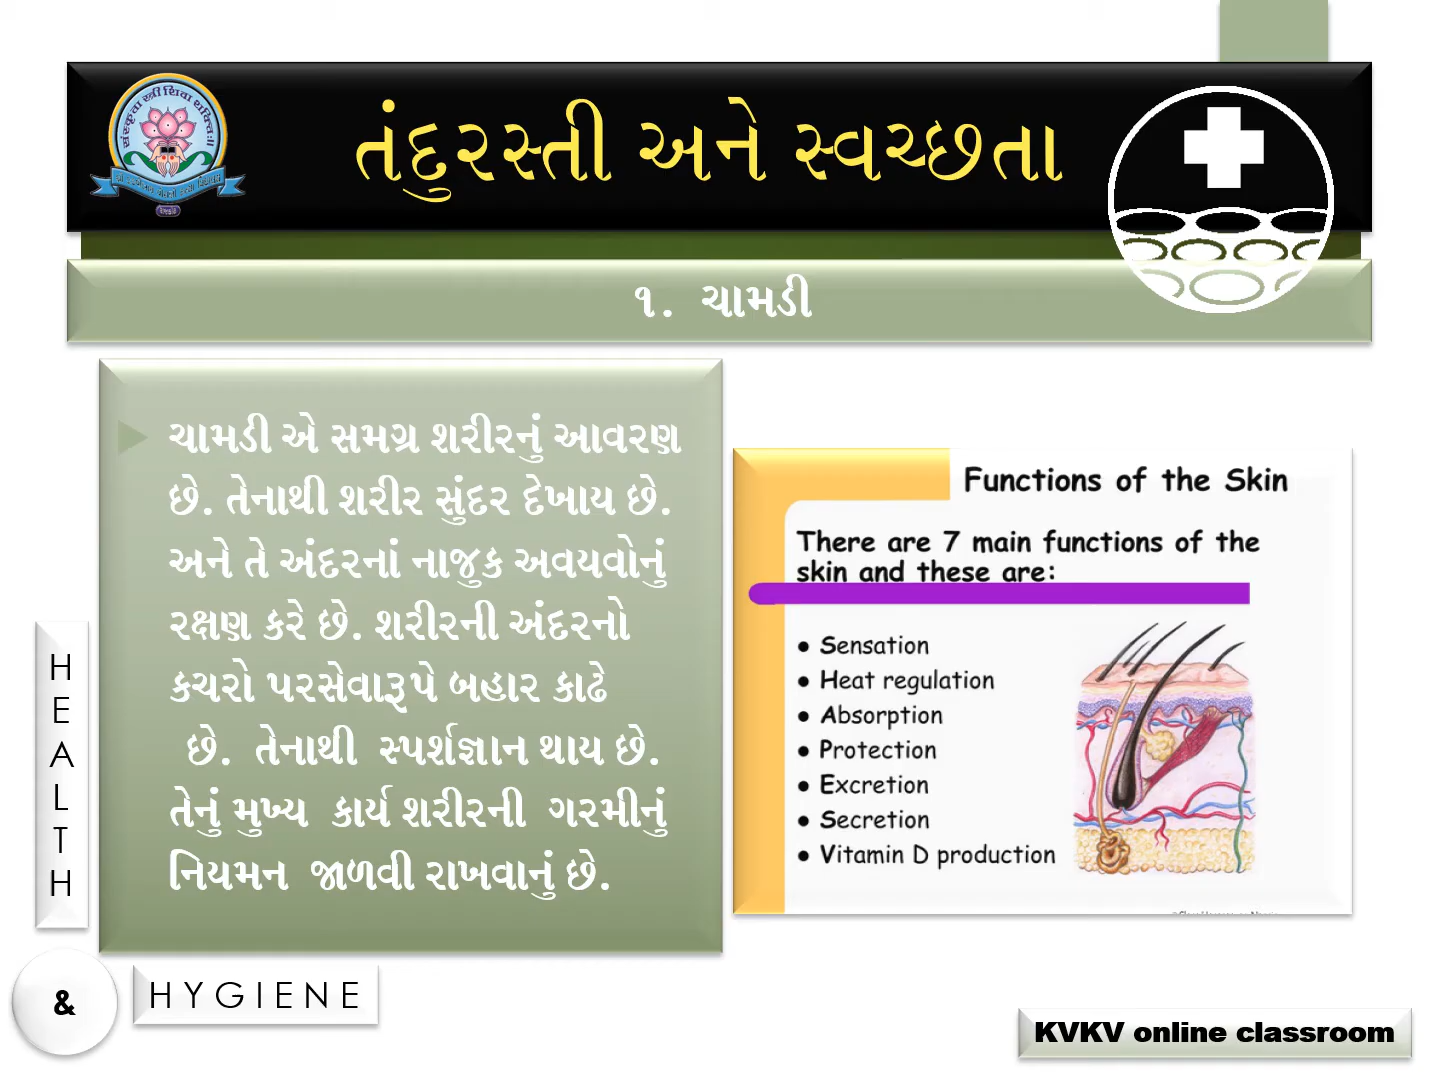 સંસ્કૃતા સ્ત્રી શિવા શક્તિઃ
તંદુરસ્તી અને સ્વચ્છતા
૧. ચામડી
ચામડી એ સમગ્ર શરીરનું આવરણ
છે. તેનાથી શરીર સુંદર દેખાય છે.
અને તે અંદરનાં નાજુક અવયવોનું
રક્ષણ કરે છે. શરીરની અંદરનો
કચરો પરસેવારૂપે બહાર કાઢે
છે. તેનાથી સ્પર્શજ્ઞાન થાય છે.
તેનું મુખ્ય કાર્ય શરીરની ગરમીનું
નિયમન જાળવી રાખવાનું છે.
Functions of the Skin
There are 7 main functions of the
skin and these are:
• Sensation
• Heat regulation
• Absorption
• Protection
• Excretion
• Secretion
• Vitamin D production
HEALTH
&
HYGIENE
KVKV online classroom